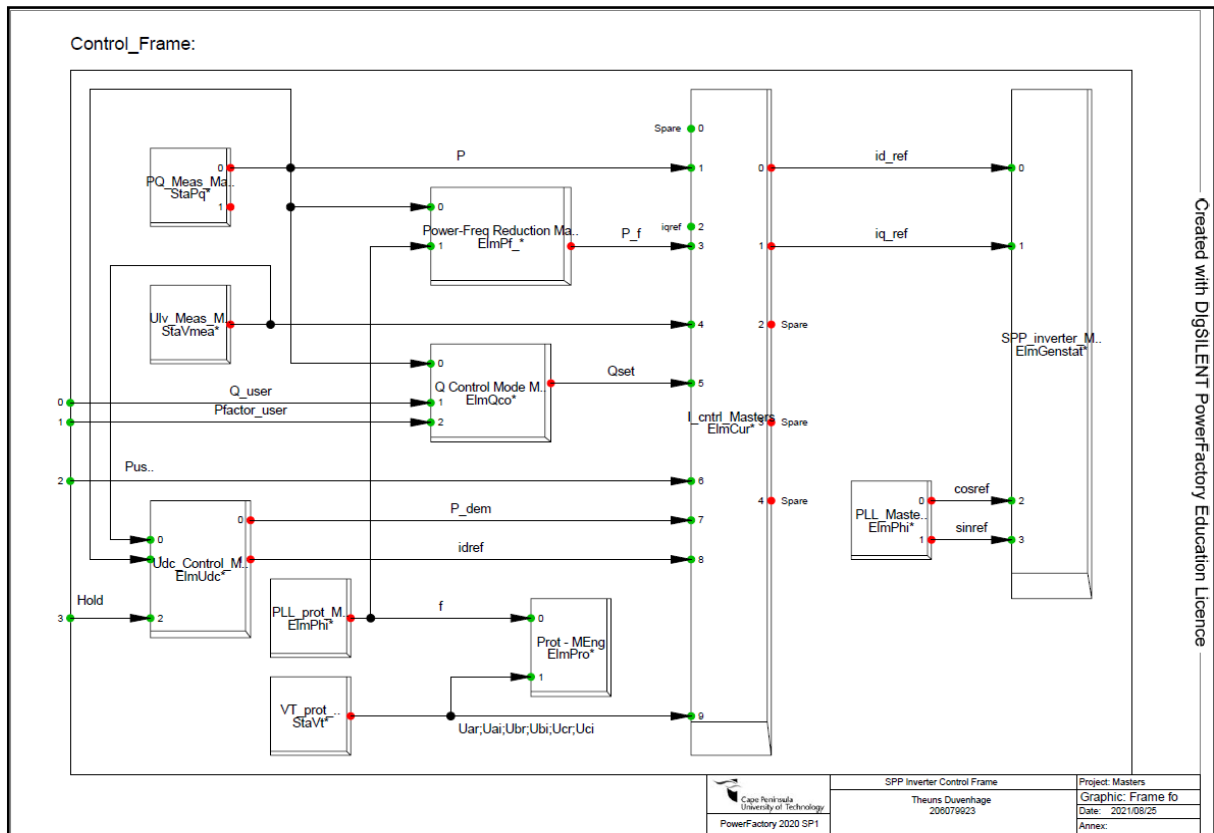 Control_Frame:
Spare
0
PQ_Meas_Ma..
StaPq*
0
1
P
1
0
id_ref
0
Power-Freq Reduction Ma..
ElmPf_*
0
1
P_f
iqref
2
3
1
iq_ref
1
Ulv_Meas_M..
StaVmea*
4
2
Spare
SPP_inverter_M..
ElmGenstat*
Q Control Mode M..
ElmQco*
0
1
2
Qset
5
0
Q_user
1
Pfactor_user
I_cntrl_Masters
ElmCur*
3
Spare
2
Pus..
6
4
Spare
PLL_Maste..
ElmPhi*
0
1
cosref
2
sinref
3
Udc_Control_M..
ElmUdc*
0
1
2
0
P_dem
7
idref
8
3
Hold
PLL_prot_M..
ElmPhi*
f
Prot - MEng
ElmPro*
0
1
VT_prot_..
StaVt*
Uar;Uai;Ubr;Ubi;Ucr;Uci
9
Created with DIgSILENT PowerFactory Education Licence
Cape Peninsula
University of Technology
PowerFactory 2020 SP1
SPP Inverter Control Frame
Theuns Duvenhage
206079923
Project: Masters
Graphic: Frame fo
Date: 2021/08/25
Annex: